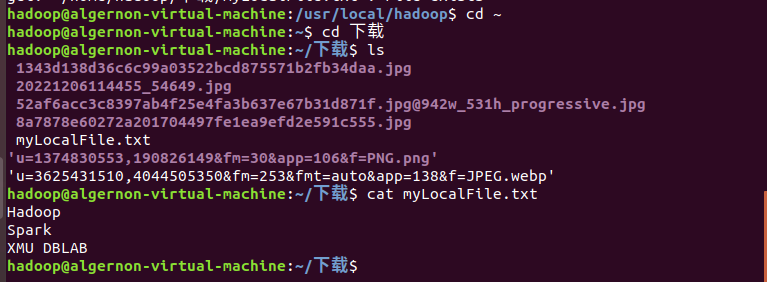 hadoop@algernon-virtual-machine:/usr/local/hadoop$ cd ~
hadoop@algernon-virtual-machine:~$ cd 下载
hadoop@algernon-virtual-machine:~/下载$ ls
1343d138d36c6c99a03522bcd875571b2fb34daa.jpg
20221206114455_54649.jpg
52af6acc3c8397ab4f25e4fa3b637e67b31d871f.jpg@942w_531h_progressive.jpg
8a7878e60272a201704497fe1ea9efd2e591c555.jpg
myLocalFile.txt
'u=1374830553,190826149&fm=30&app=106&f=PNG.png'
'u=3625431510,4044505350&fm=253&fmt=auto&app=138&f=JPEG.webp'
hadoop@algernon-virtual-machine:~/下载$ cat myLocalFile.txt
Hadoop
Spark
XMU DBLAB
hadoop@algernon-virtual-machine:~/下载$